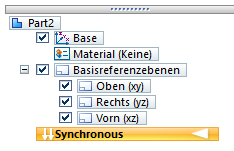 Part2
Base
Material (Keine)
Basisreferenzebenen
Oben (xy)
Rechts (yz)
Vorn (xz)
Synchronous